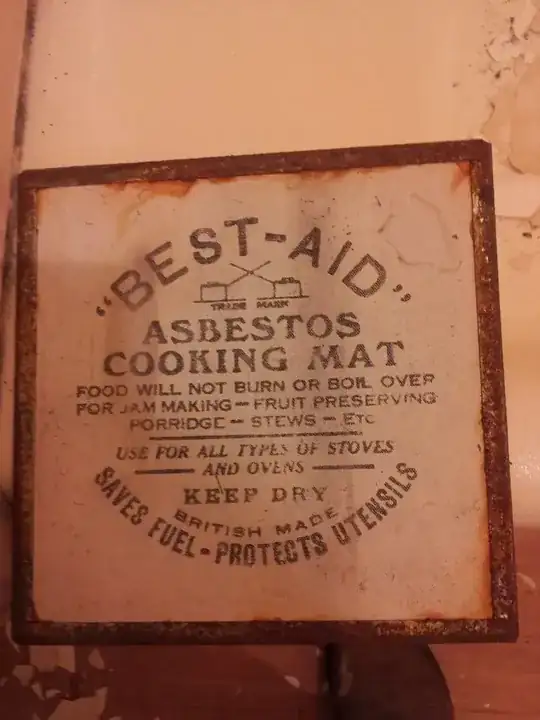 "BEST-AID"
TRADE MARK
ASBESTOS
COOKING MAT
FOOD WILL NOT BURN OR BOIL OVER
FOR JAM MAKING – FRUIT PRESERVING
PORRIDGE – STEWS – ETC
USE FOR ALL TYPES OF STOVES
AND OVENS
KEEP DRY
BRITISH MADE
SAVES FUEL - PROTECTS UTENSILS